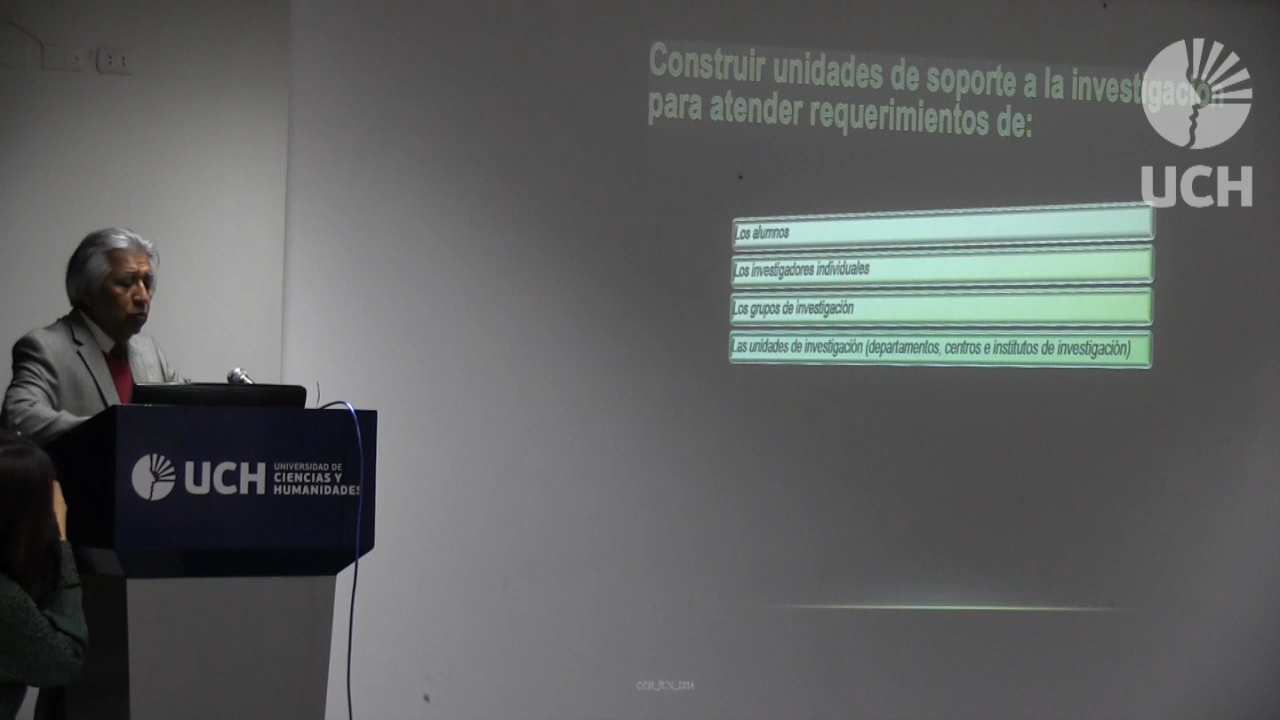 Construir unidades de soporte a la investigación
para atender requerimientos de:
UCH
Los alumnos
Los investigadores individuales
Los grupos de investigación
Las unidades de investigación (departamentos, centros e institutos de investigación)
UCH
UNIVERSIDAD DE
CIENCIAS Y
HUMANIDADES